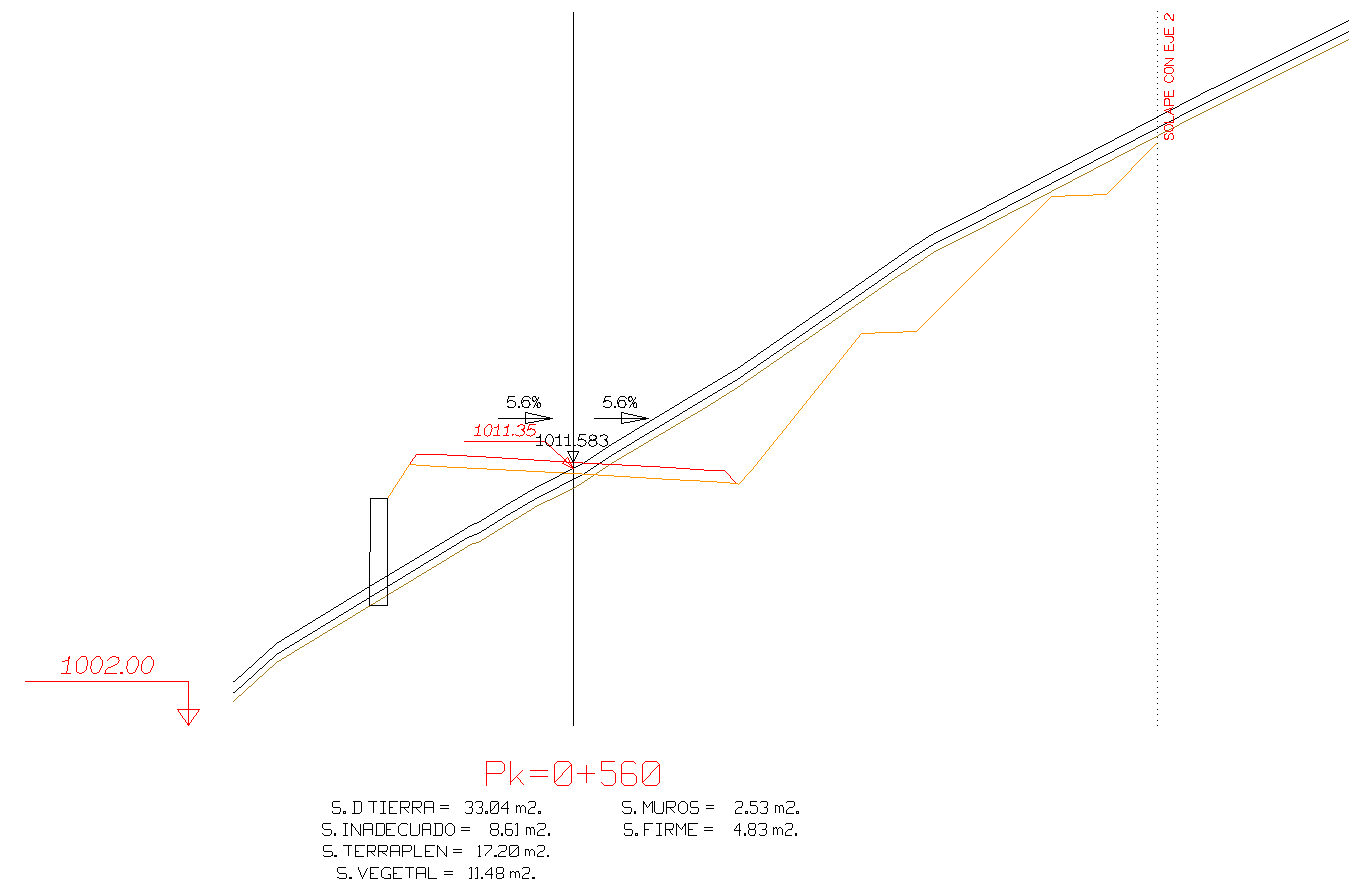 SOLAPE CON EJE 2
5.6%
5.6%
1011.35
1011.583
1002.00
Pk=0+560
S. D TIERRA = 33.04 m2.
S. MUROS = 2.53 m2.
S. INADECUADO = 8.61 m2.
S. FIRME = 4.83 m2.
S. TERRAPLEN = 17.20 m2.
S. VEGETAL = 11.48 m2.